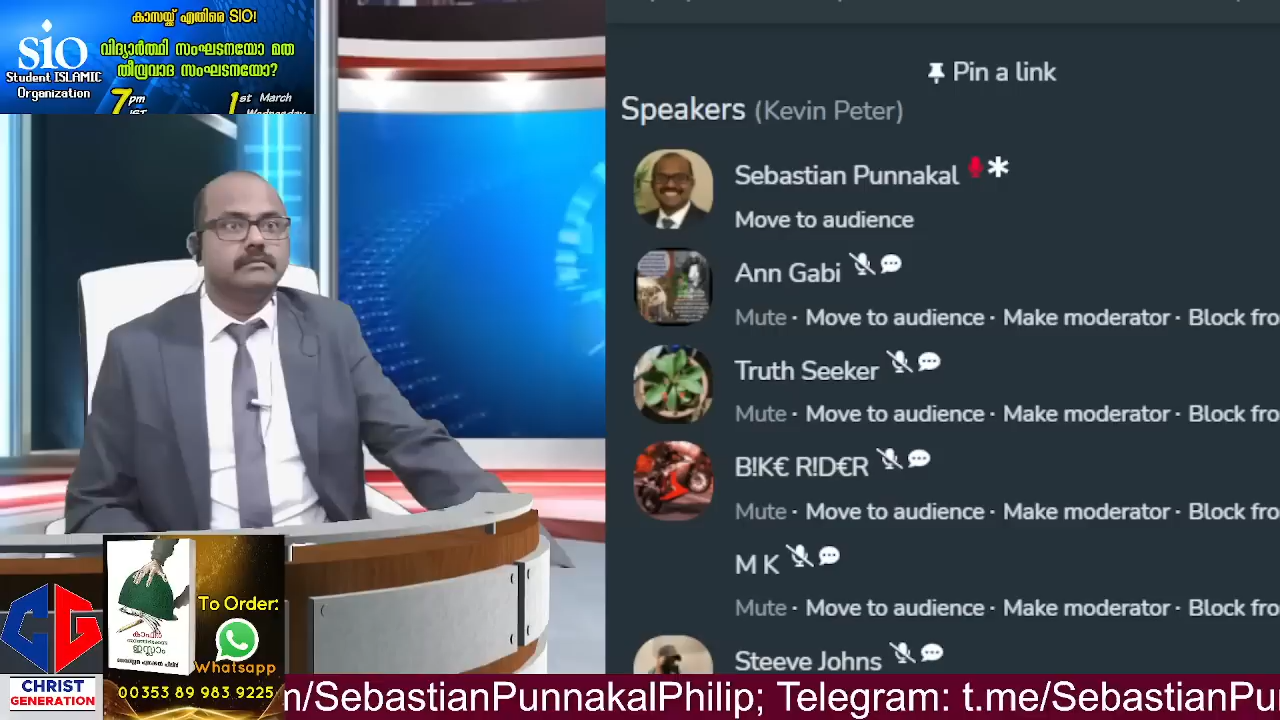 കാസയ്ക്ക് എതിരെ SIO!
sio
Student ISLAMIC
Organization
വിദ്യാർത്ഥി സംഘടനയോ മത
തീവ്രവാദ സംഘടനയോ?
7pm
IST
1st March
Wednesday
Pin a link
Speakers (Kevin Peter)
Sebastian Punnakal
Move to audience
Ann Gabi
Mute · Move to audience · Make moderator · Block fro
Truth Seeker
Mute · Move to audience · Make moderator · Block fro
B!K€ R!D€R
Mute · Move to audience · Make moderator · Block fro
M K
Mute · Move to audience · Make moderator · Block fro
Steeve Johns
CG
CHRIST
GENERATION
കാഫിർ
ഇസ്ലാം
To Order:
Whatsapp
00353 89 983 9225
n/SebastianPunnakalPhilip; Telegram: t.me/SebastianPu